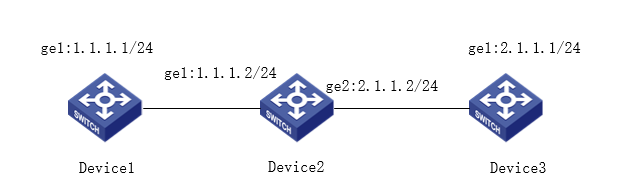 ge1:1.1.1.1/24
ge1:2.1.1.1/24
ge1:1.1.1.2/24
ge2:2.1.1.2/24
SWITCH
SWITCH
SWITCH
Device1
Device2
Device3